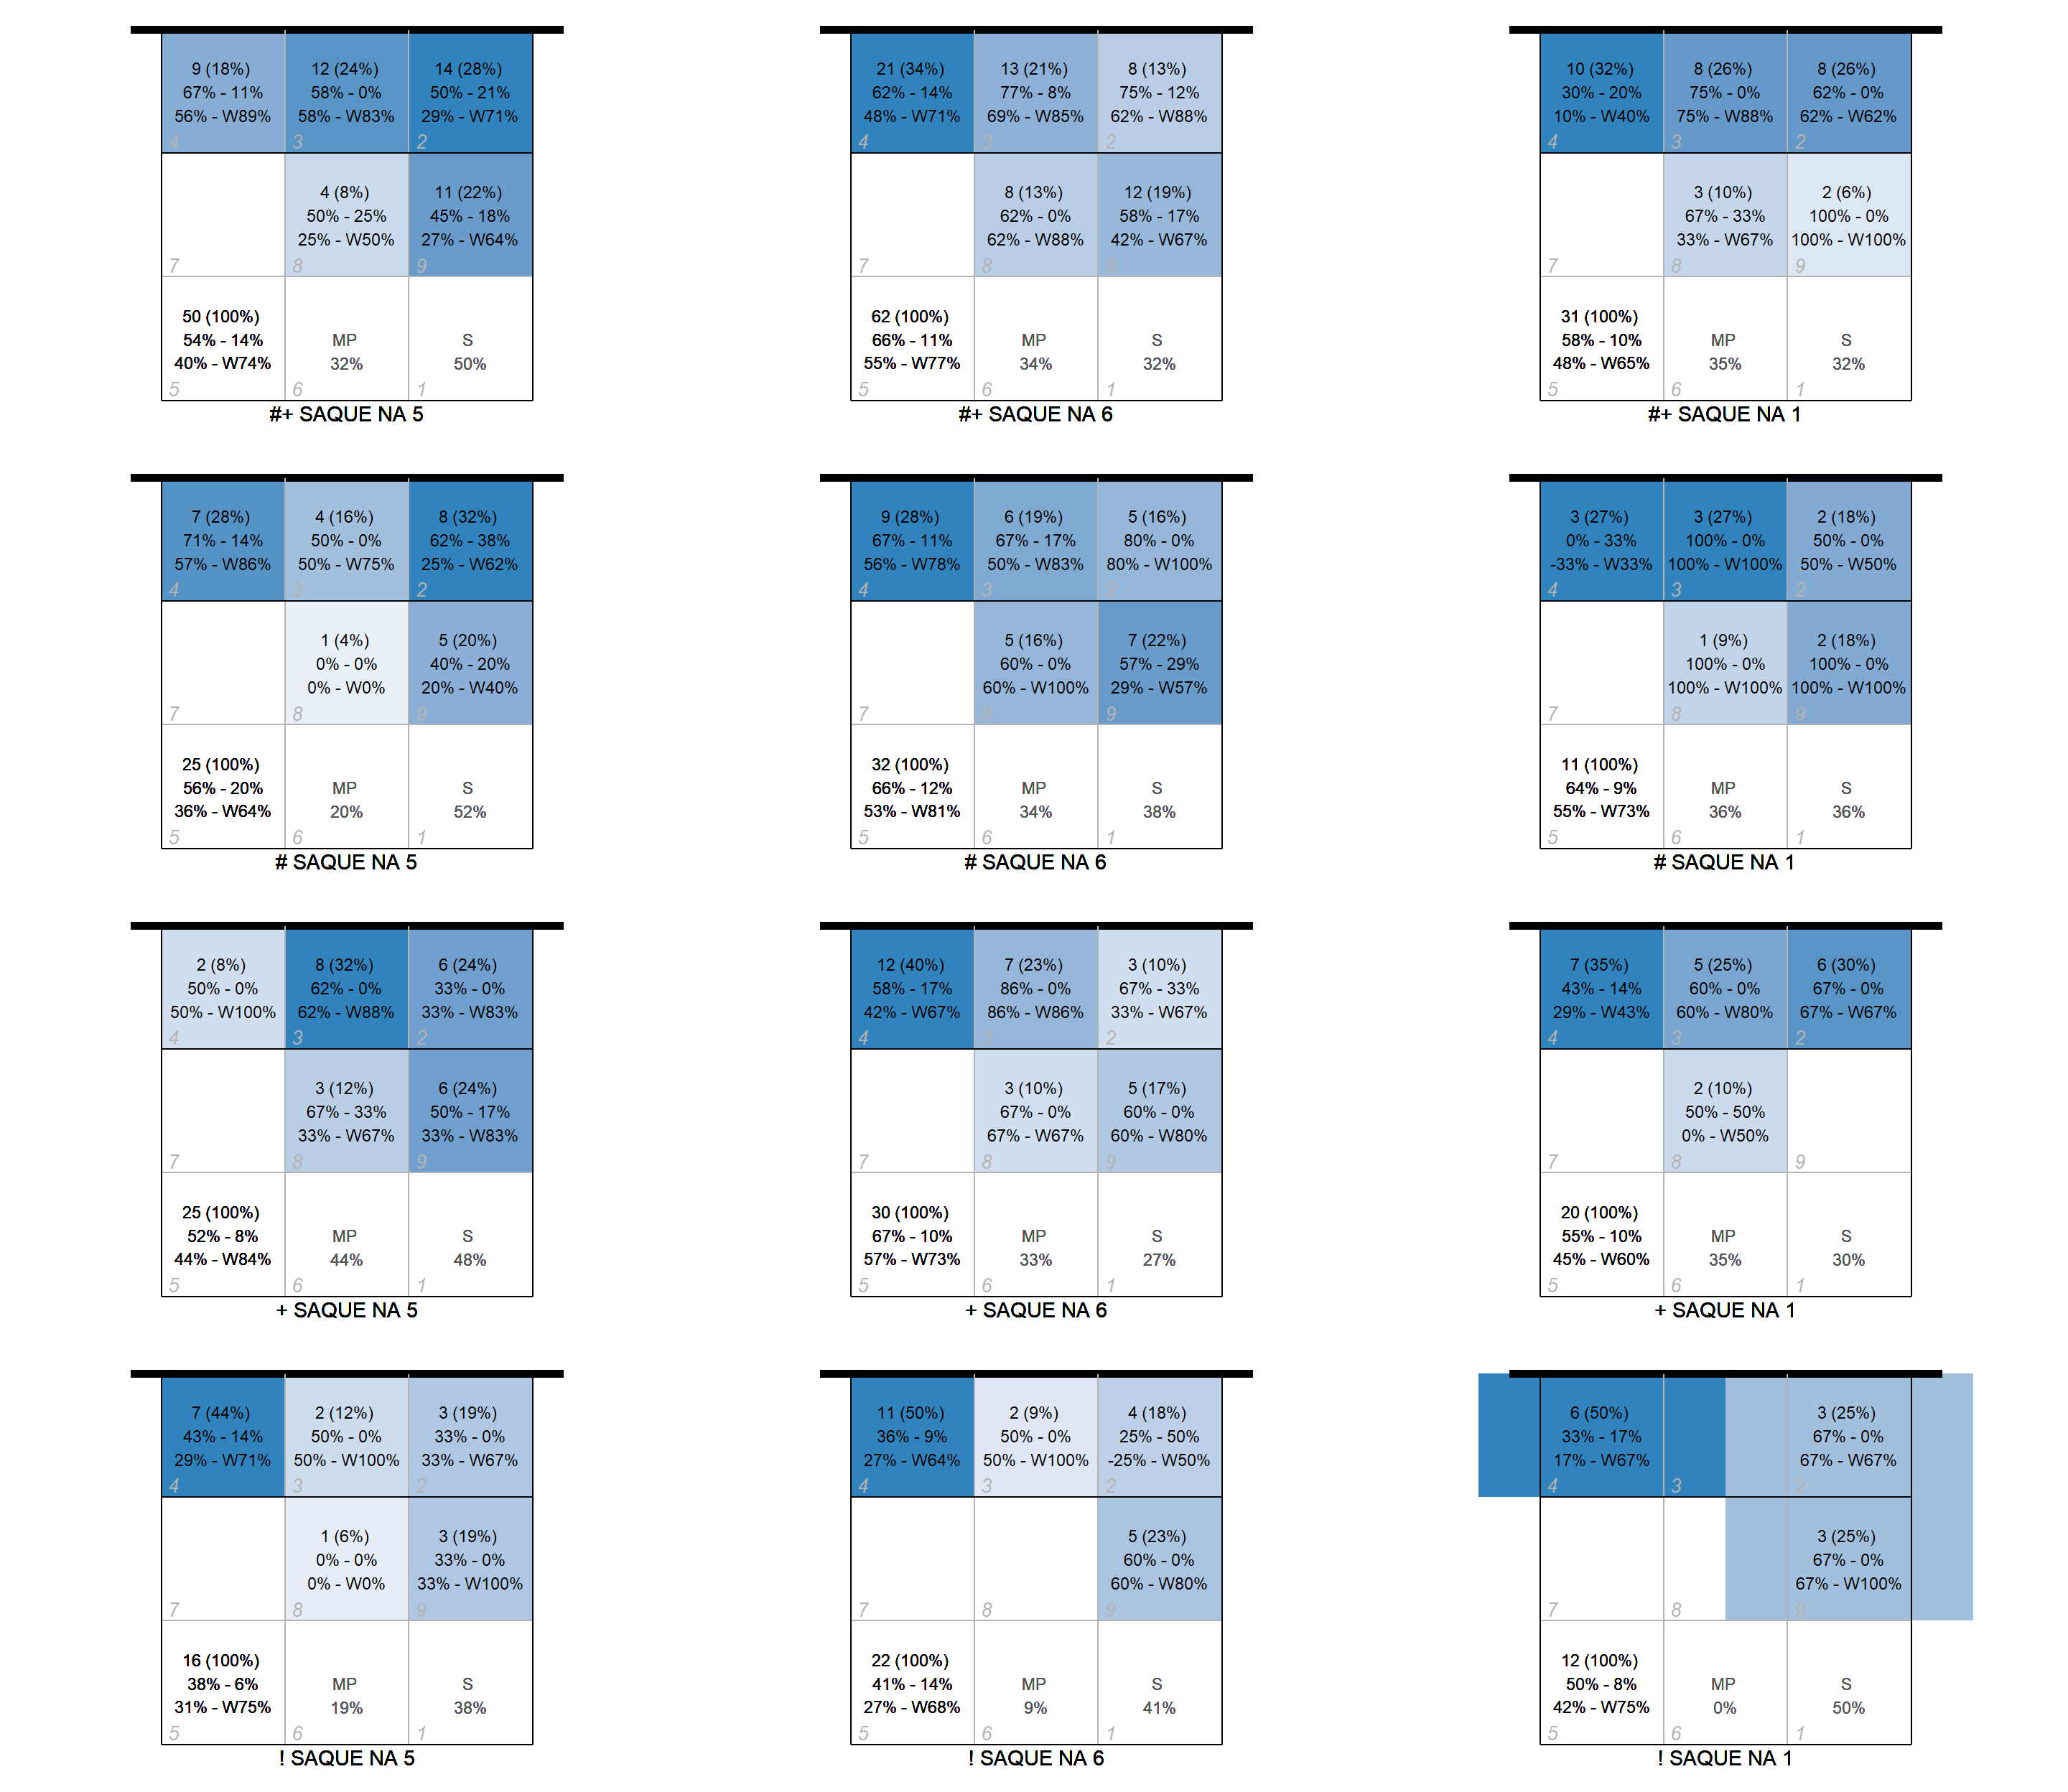 9 (18%)
67% - 11%
56% - W89%
4
12 (24%)
58% - 0%
58% - W83%
3
14 (28%)
50% - 21%
29% - W71%
2
7
4 (8%)
50% - 25%
25% - W50%
8
11 (22%)
45% - 18%
27% - W64%
9
50 (100%)
54% - 14%
40% - W74%
5
MP
32%
6
S
50%
1
#+ SAQUE NA 5
21 (34%)
62% - 14%
48% - W71%
4
13 (21%)
77% - 8%
69% - W85%
3
8 (13%)
75% - 12%
62% - W88%
2
7
8 (13%)
62% - 0%
62% - W88%
8
12 (19%)
58% - 17%
42% - W67%
9
62 (100%)
66% - 11%
55% - W77%
5
MP
34%
6
S
32%
1
#+ SAQUE NA 6
10 (32%)
30% - 20%
10% - W40%
4
8 (26%)
75% - 0%
75% - W88%
3
8 (26%)
62% - 0%
62% - W62%
2
7
3 (10%)
67% - 33%
33% - W67%
8
2 (6%)
100% - 0%
100% - W100%
9
31 (100%)
58% - 10%
48% - W65%
5
MP
35%
6
S
32%
1
#+ SAQUE NA 1
7 (28%)
71% - 14%
57% - W86%
4
4 (16%)
50% - 0%
50% - W75%
3
8 (32%)
62% - 38%
25% - W62%
2
7
1 (4%)
0% - 0%
0% - W0%
8
5 (20%)
40% - 20%
20% - W40%
9
25 (100%)
56% - 20%
36% - W64%
5
MP
20%
6
S
52%
1
# SAQUE NA 5
9 (28%)
67% - 11%
56% - W78%
4
6 (19%)
67% - 17%
50% - W83%
3
5 (16%)
80% - 0%
80% - W100%
2
7
5 (16%)
60% - 0%
60% - W100%
8
7 (22%)
57% - 29%
29% - W57%
9
32 (100%)
66% - 12%
53% - W81%
5
MP
34%
6
S
38%
1
# SAQUE NA 6
3 (27%)
0% - 33%
-33% - W33%
4
3 (27%)
100% - 0%
100% - W100%
3
2 (18%)
50% - 0%
50% - W50%
2
7
1 (9%)
100% - 0%
100% - W100%
8
2 (18%)
100% - 0%
100% - W100%
9
11 (100%)
64% - 9%
55% - W73%
5
MP
36%
6
S
36%
1
# SAQUE NA 1
2 (8%)
50% - 0%
50% - W100%
4
8 (32%)
62% - 0%
62% - W88%
3
6 (24%)
33% - 0%
33% - W83%
2
7
3 (12%)
67% - 33%
33% - W67%
8
6 (24%)
50% - 17%
33% - W83%
9
25 (100%)
52% - 8%
44% - W84%
5
MP
44%
6
S
48%
1
+ SAQUE NA 5
12 (40%)
58% - 17%
42% - W67%
4
7 (23%)
86% - 0%
86% - W86%
3
3 (10%)
67% - 33%
33% - W67%
2
7
3 (10%)
67% - 0%
67% - W67%
8
5 (17%)
60% - 0%
60% - W80%
9
30 (100%)
67% - 10%
57% - W73%
5
MP
33%
6
S
27%
1
+ SAQUE NA 6
7 (35%)
43% - 14%
29% - W43%
4
5 (25%)
60% - 0%
60% - W80%
3
6 (30%)
67% - 0%
67% - W67%
2
7
2 (10%)
50% - 50%
0% - W50%
8
9
20 (100%)
55% - 10%
45% - W60%
5
MP
35%
6
S
30%
1
+ SAQUE NA 1
7 (44%)
43% - 14%
29% - W71%
4
2 (12%)
50% - 0%
50% - W100%
3
3 (19%)
33% - 0%
33% - W67%
2
7
1 (6%)
0% - 0%
0% - W0%
8
3 (19%)
33% - 0%
33% - W100%
9
16 (100%)
38% - 6%
31% - W75%
5
MP
19%
6
S
38%
1
! SAQUE NA 5
11 (50%)
36% - 9%
27% - W64%
4
2 (9%)
50% - 0%
50% - W100%
3
4 (18%)
25% - 50%
-25% - W50%
2
7
8
5 (23%)
60% - 0%
60% - W80%
9
22 (100%)
41% - 14%
27% - W68%
5
MP
9%
6
S
41%
1
! SAQUE NA 6
6 (50%)
33% - 17%
17% - W67%
4
3
3 (25%)
67% - 0%
67% - W67%
2
7
8
3 (25%)
67% - 0%
67% - W100%
9
12 (100%)
50% - 8%
42% - W75%
5
MP
0%
6
S
50%
1
! SAQUE NA 1